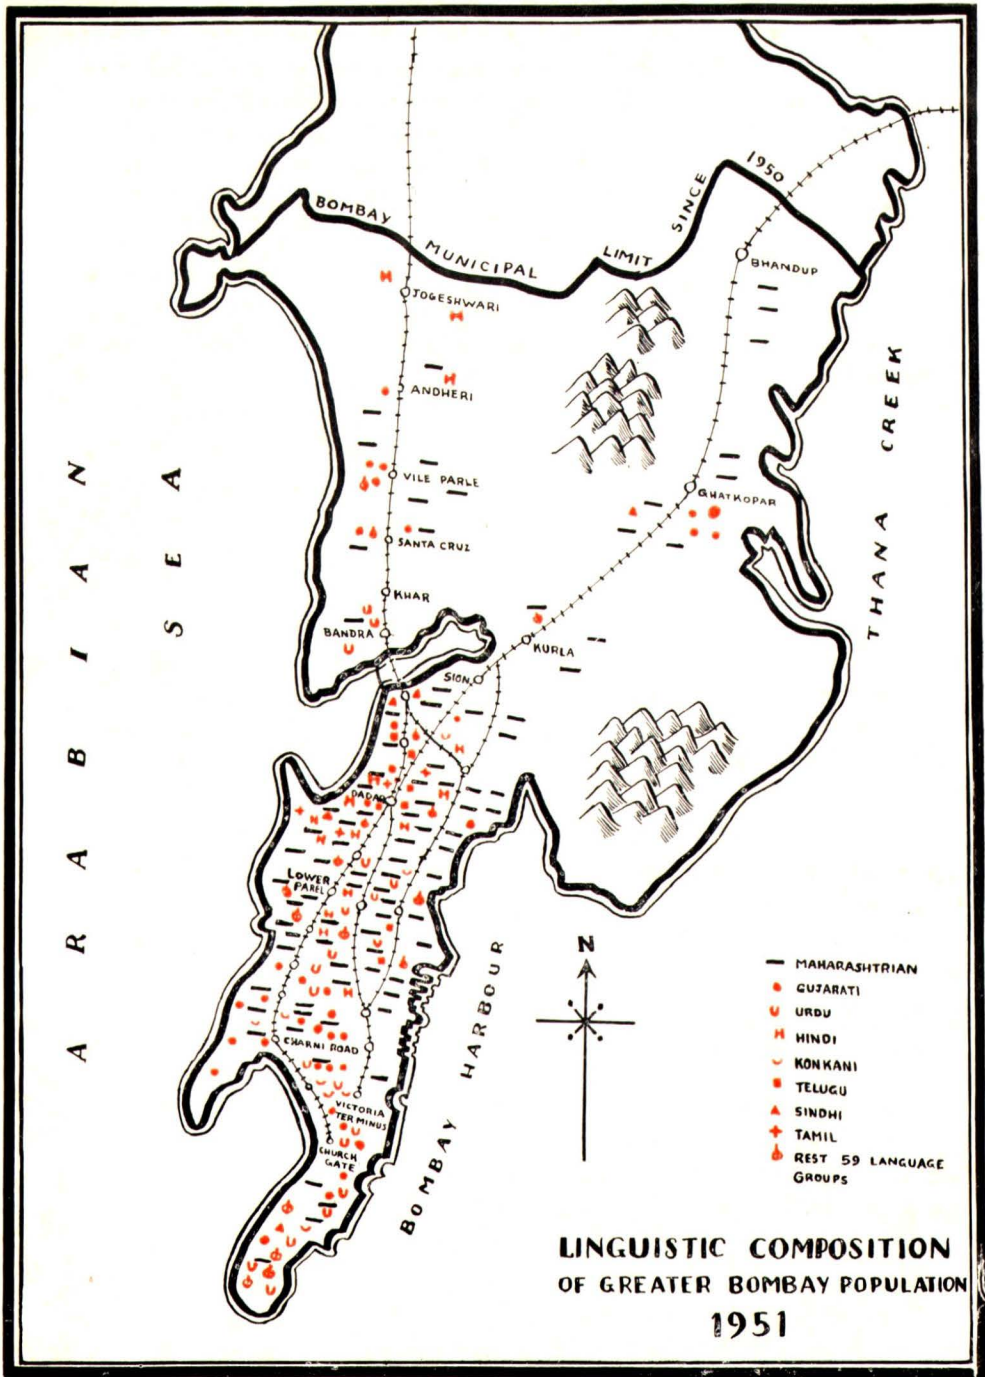 BOMBAY MUNICIPAL LIMIT SINCE 1950
BHANDUP
JOGESHWARI
ANDHERI
VILE PARLE
GHATKOPAR
SANTA CRUZ
KHAR
BANDRA
KURLA
SION
DADAR
LOWER
PAREL
CHARNI ROAD
VICTORIA
TERMINUS
CHURCH
GATE
ARABIAN
SEA
THANA CREEK
BOMBAY HARBOUR
N
MAHARASHTRIAN
GUJARATI
URDU
HINDI
KONKANI
TELUGU
SINDHI
TAMIL
REST 59 LANGUAGE
GROUPS
LINGUISTIC COMPOSITION
OF GREATER BOMBAY POPULATION
1951